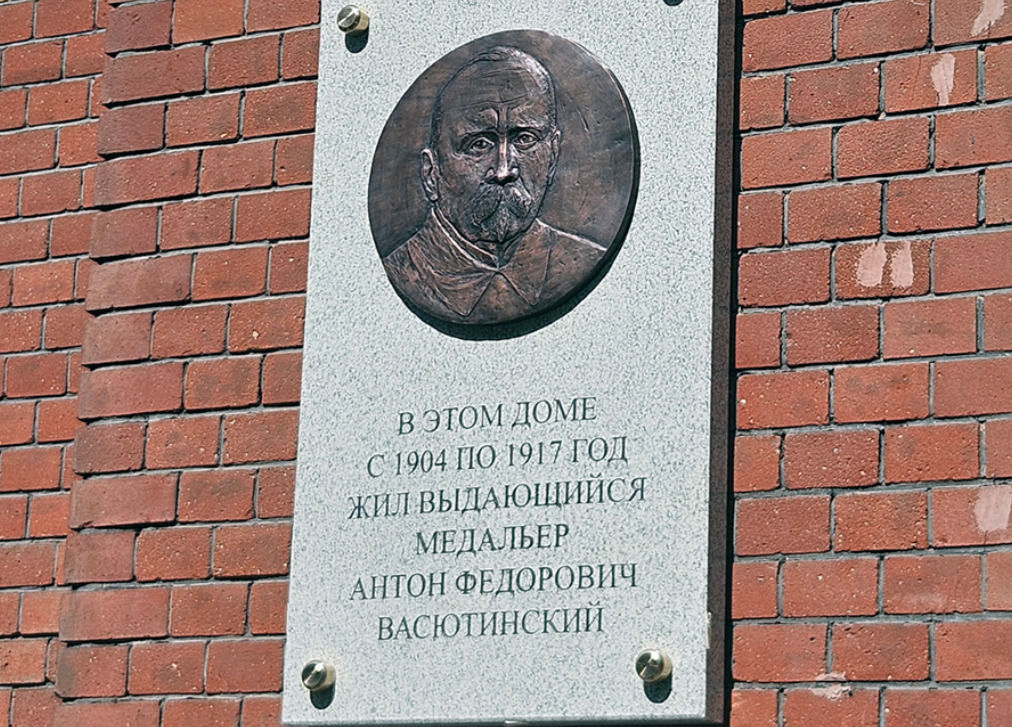 В ЭТОМ ДОМЕ
С 1904 ПО 1917 ГОД
ЖИЛ ВЫДАЮЩИЙСЯ
МЕДАЛЬЕР
АНТОН ФЕДОРОВИЧ
ВАСЮТИНСКИЙ